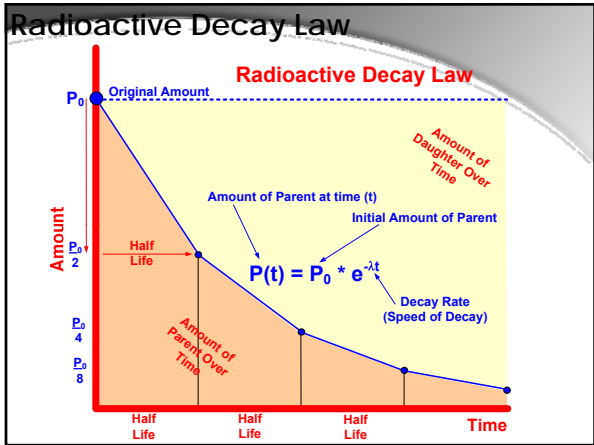 Radioactive Decay Law
Radioactive Decay Law
P₀
Original Amount
Amount of
Daughter Over
Time
Amount of Parent at time (t)
Initial Amount of Parent
Amount
P₀
2
Half
Life
P(t) = P₀ * e^-λt
Decay Rate
(Speed of Decay)
P₀
4
Amount of
Parent Over
Time
P₀
8
Half
Life
Half
Life
Half
Life
Time